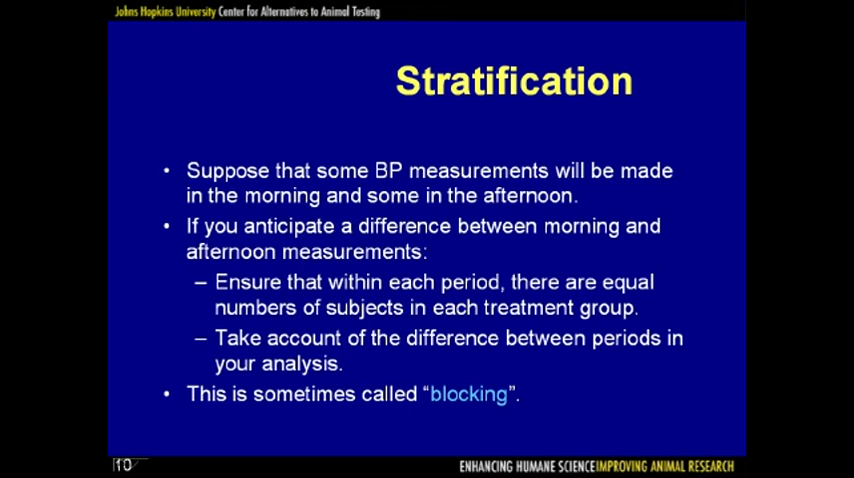 Johns Hopkins University Center for Alternatives to Animal Testing
Stratification
• Suppose that some BP measurements will be made
in the morning and some in the afternoon.
• If you anticipate a difference between morning and
afternoon measurements:
– Ensure that within each period, there are equal
numbers of subjects in each treatment group.
– Take account of the difference between periods in
your analysis.
• This is sometimes called “blocking”.
10
ENHANCING HUMANE SCIENCEIMPROVING ANIMAL RESEARCH